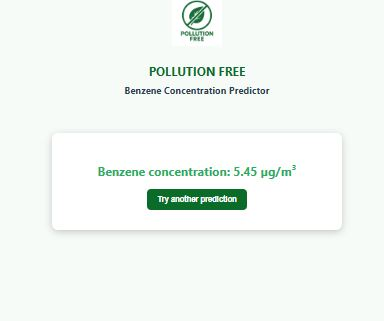 POLLUTION
FREE
POLLUTION FREE
Benzene Concentration Predictor
Benzene concentration: 5.45 µg/m³
Try another prediction